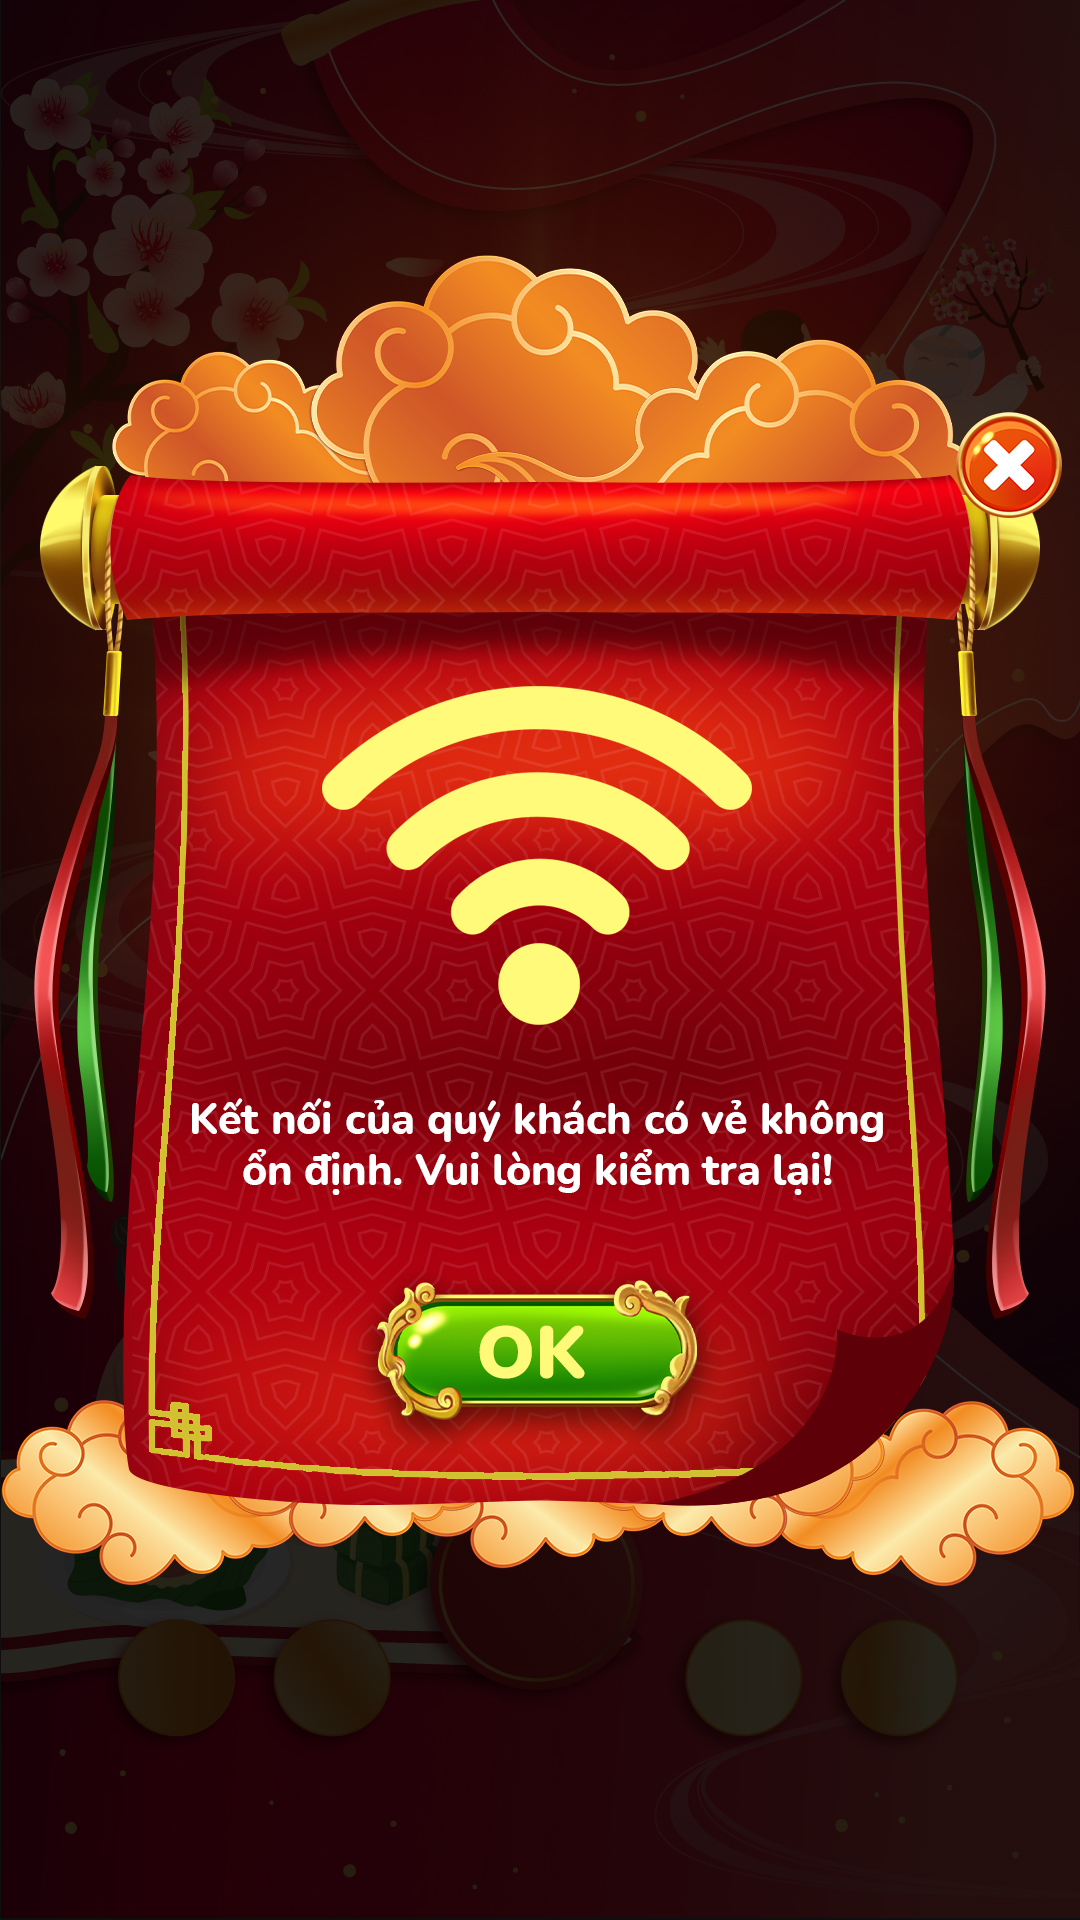 Kết nối của quý khách có vẻ không
ổn định. Vui lòng kiểm tra lại!
OK